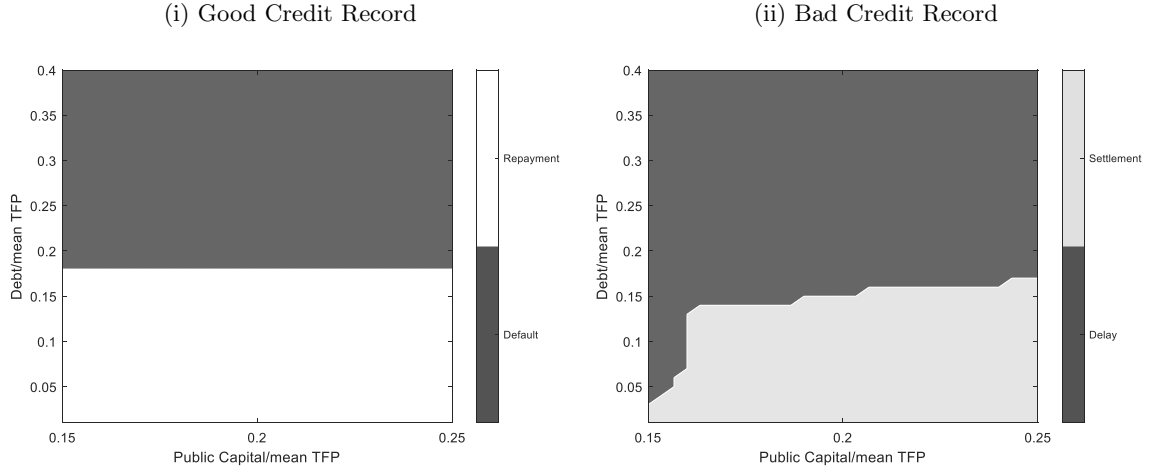 (i) Good Credit Record
0.4
0.35
0.3
0.25
0.2
0.15
0.1
0.05
Debt/mean TFP
0.15
0.2
0.25
Public Capital/mean TFP
Repayment
Default
(ii) Bad Credit Record
0.4
0.35
0.3
0.25
0.2
0.15
0.1
0.05
Debt/mean TFP
0.15
0.2
0.25
Public Capital/mean TFP
Settlement
Delay